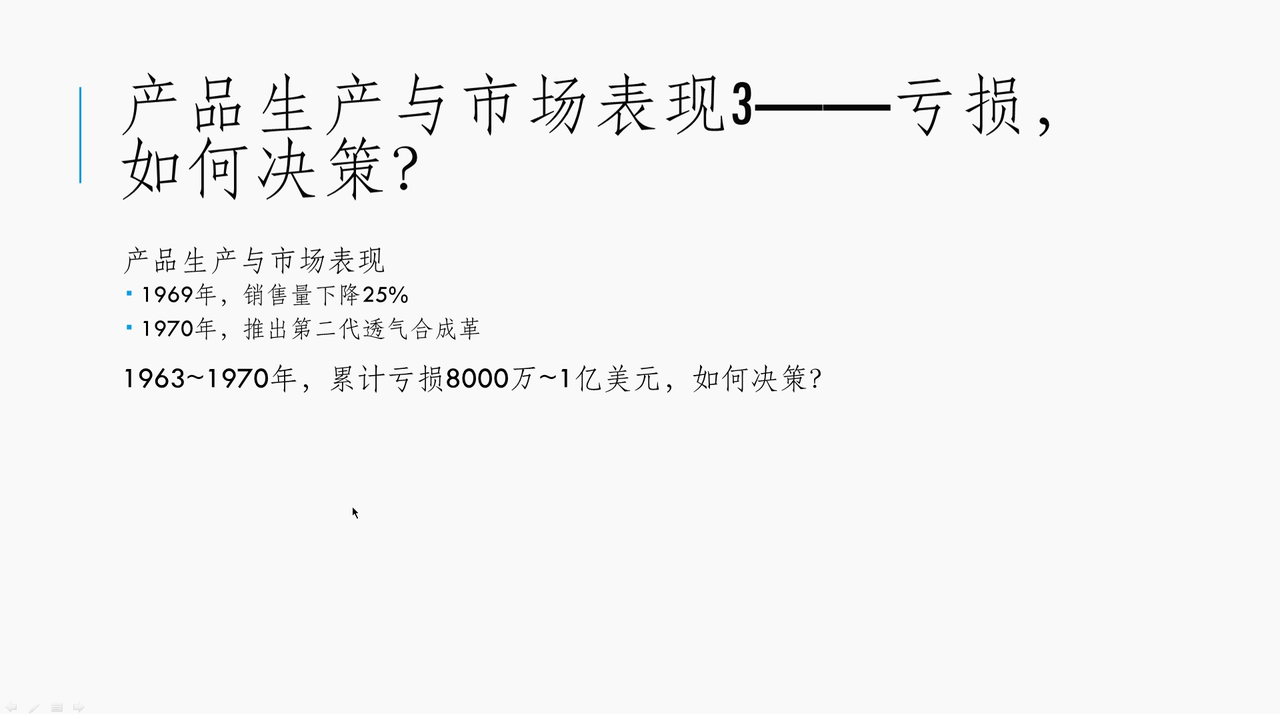 产品生产与市场表现3——亏损，
如何决策？
产品生产与市场表现
▪ 1969年，销售量下降25%
▪ 1970年，推出第二代透气合成革
1963~1970年，累计亏损8000万~1亿美元，如何决策？